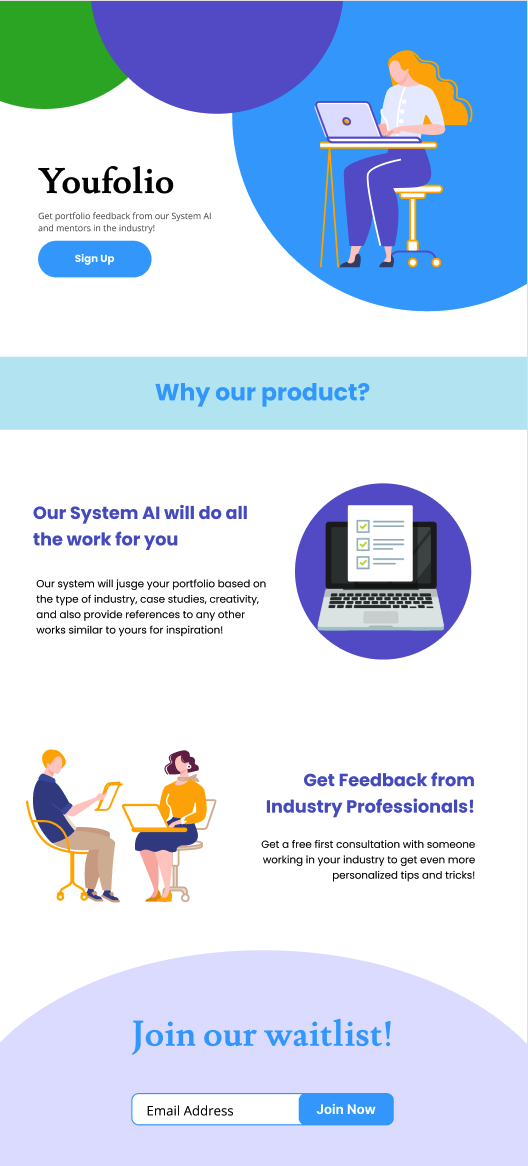 Youfolio
Get portfolio feedback from our System AI
and mentors in the industry!
Sign Up
Why our product?
Our System AI will do all
the work for you
Our system will jusge your portfolio based on
the type of industry, case studies, creativity,
and also provide references to any other
works similar to yours for inspiration!
Get Feedback from
Industry Professionals!
Get a free first consultation with someone
working in your industry to get even more
personalized tips and tricks!
Join our waitlist!
Email Address
Join Now